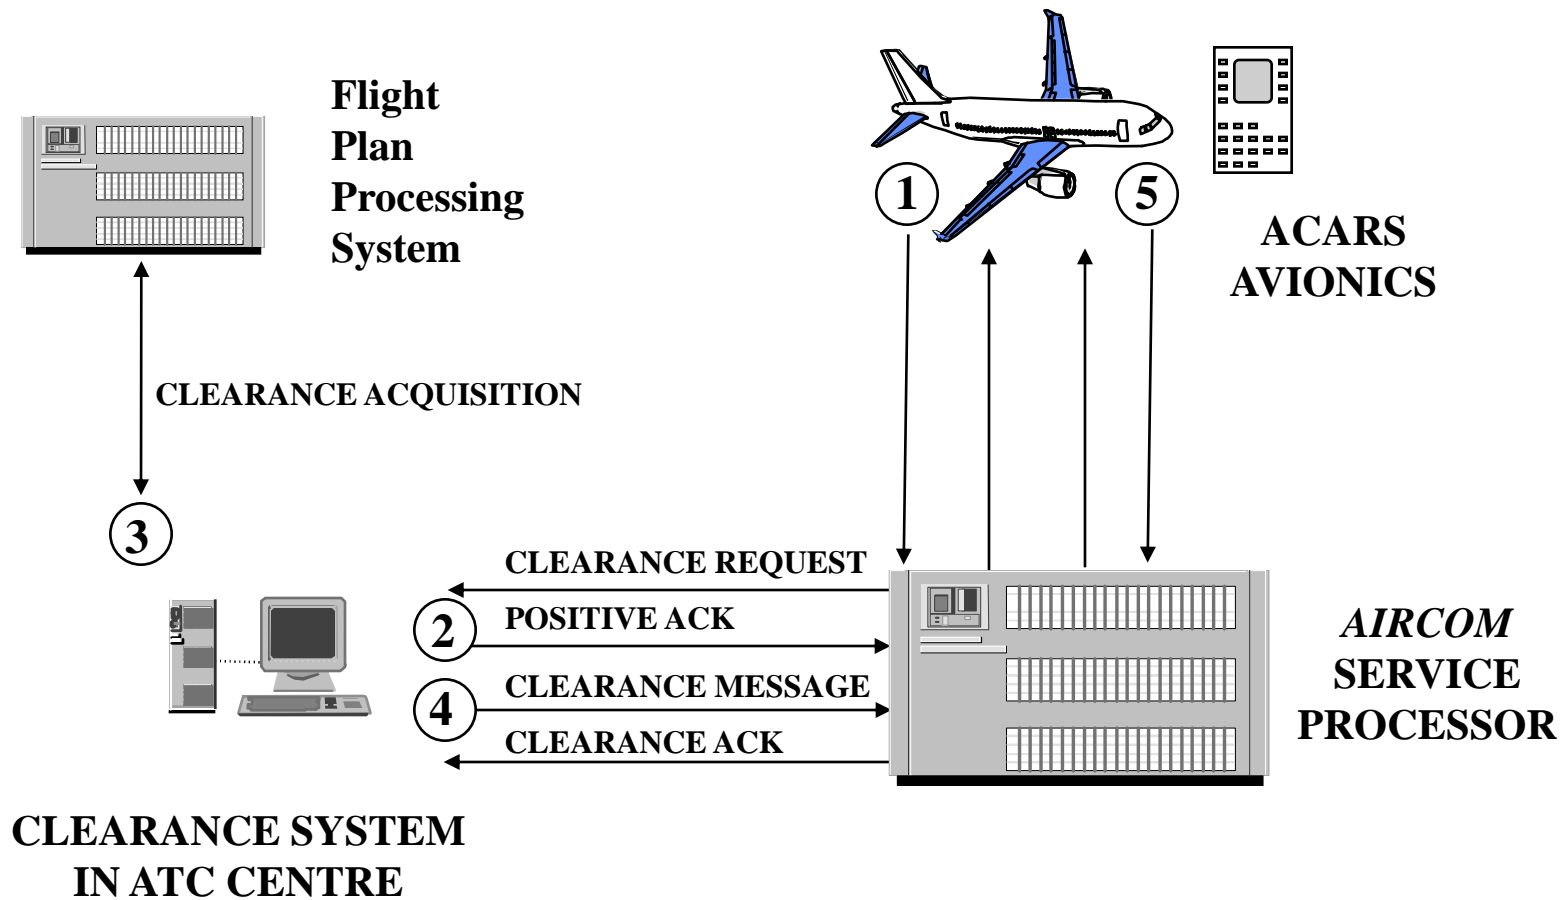 Flight
Plan
Processing
System
1
5
ACARS
AVIONICS
CLEARANCE ACQUISITION
3
CLEARANCE REQUEST
2
POSITIVE ACK
4
CLEARANCE MESSAGE
CLEARANCE ACK
AIRCOM
SERVICE
PROCESSOR
CLEARANCE SYSTEM
IN ATC CENTRE